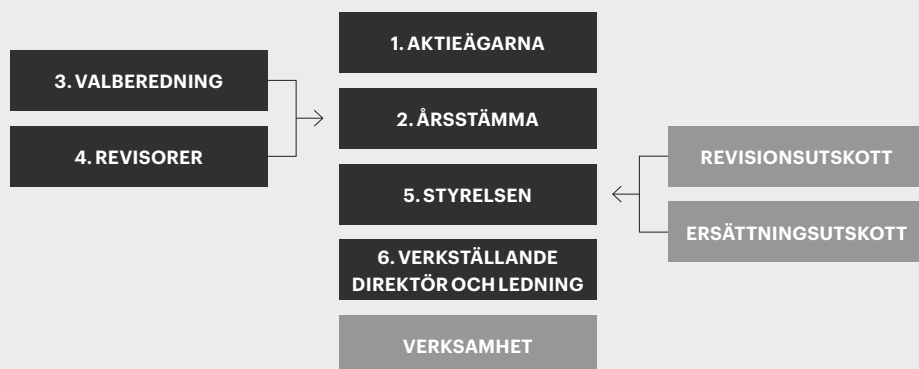 1. AKTIEÄGARNA
3. VALBEREDNING
2. ÅRSSTÄMMA
4. REVISORER
REVISIONSUTSKOTT
5. STYRELSEN
ERSÄTTNINGSUTSKOTT
6. VERKSTÄLLANDE
DIREKTÖR OCH LEDNING
VERKSAMHET